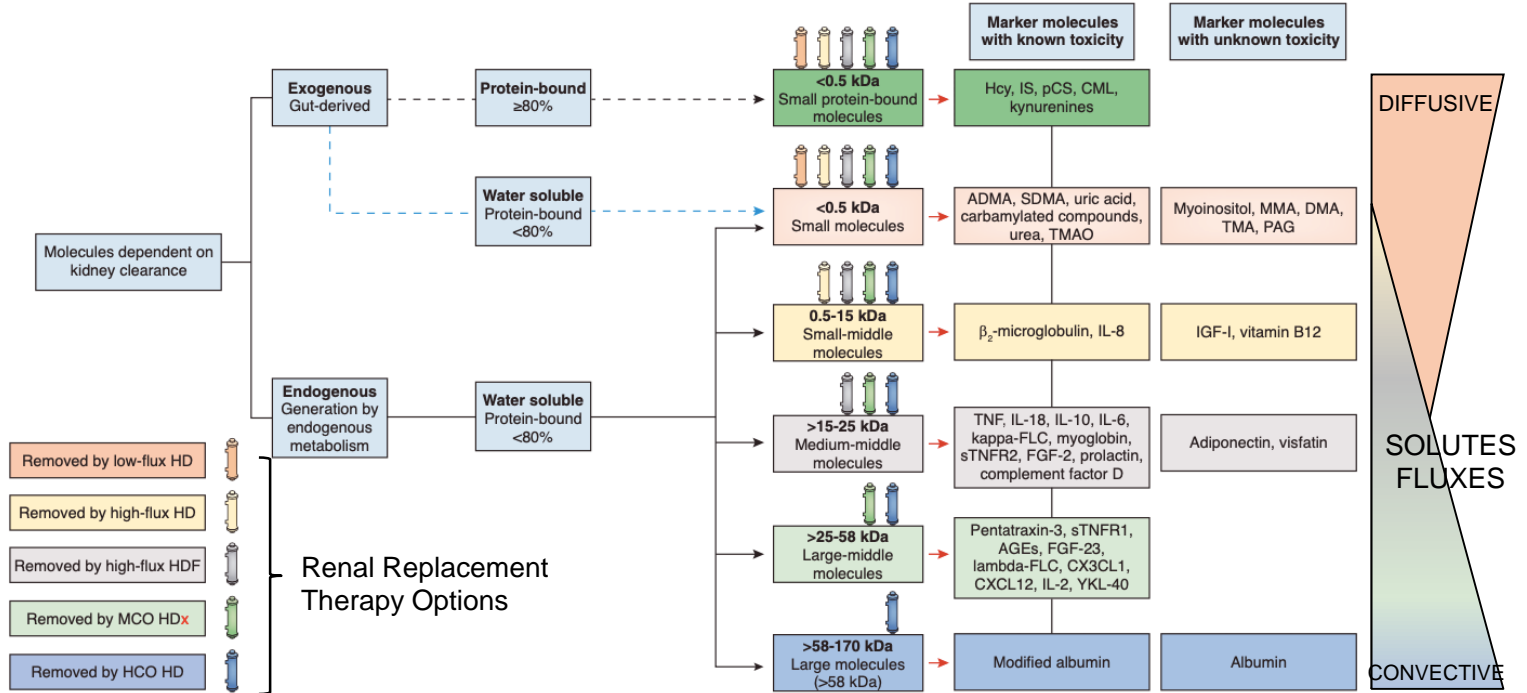 Marker molecules
with known toxicity
Marker molecules
with unknown toxicity
Exogenous
Gut-derived
Protein-bound
≥80%
<0.5 kDa
Small protein-bound
molecules
Hcy, IS, pCS, CML,
kynurenines
DIFFUSIVE
Water soluble
Protein-bound
<80%
<0.5 kDa
Small molecules
ADMA, SDMA, uric acid,
carbamylated compounds,
urea, TMAO
Myoinositol, MMA, DMA,
TMA, PAG
Molecules dependent on
kidney clearance
0.5-15 kDa
Small-middle
molecules
β2-microglobulin, IL-8
IGF-I, vitamin B12
Endogenous
Generation by
endogenous
metabolism
Water soluble
Protein-bound
<80%
>15-25 kDa
Medium-middle
molecules
TNF, IL-18, IL-10, IL-6,
kappa-FLC, myoglobin,
sTNFR2, FGF-2, prolactin,
complement factor D
Adiponectin, visfatin
SOLUTES
FLUXES
Removed by low-flux HD
Removed by high-flux HD
Removed by high-flux HDF
Removed by MCO HDx
Removed by HCO HD
Renal Replacement
Therapy Options
>25-58 kDa
Large-middle
molecules
Pentatraxin-3, sTNFR1,
AGEs, FGF-23,
lambda-FLC, CX3CL1,
CXCL12, IL-2, YKL-40
>58-170 kDa
Large molecules
(>58 kDa)
Modified albumin
Albumin
CONVECTIVE